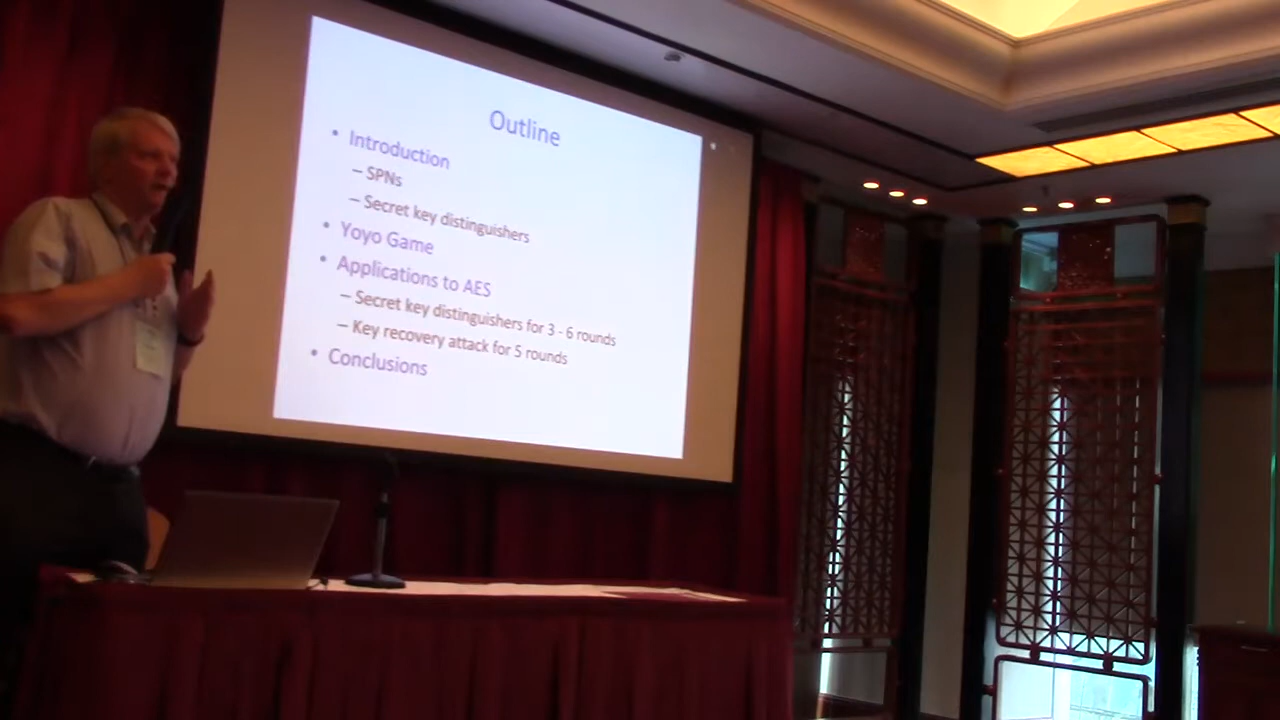 Outline
• Introduction
– SPNs
– Secret key distinguishers
• Yoyo Game
• Applications to AES
– Secret key distinguishers for 3 - 6 rounds
– Key recovery attack for 5 rounds
• Conclusions